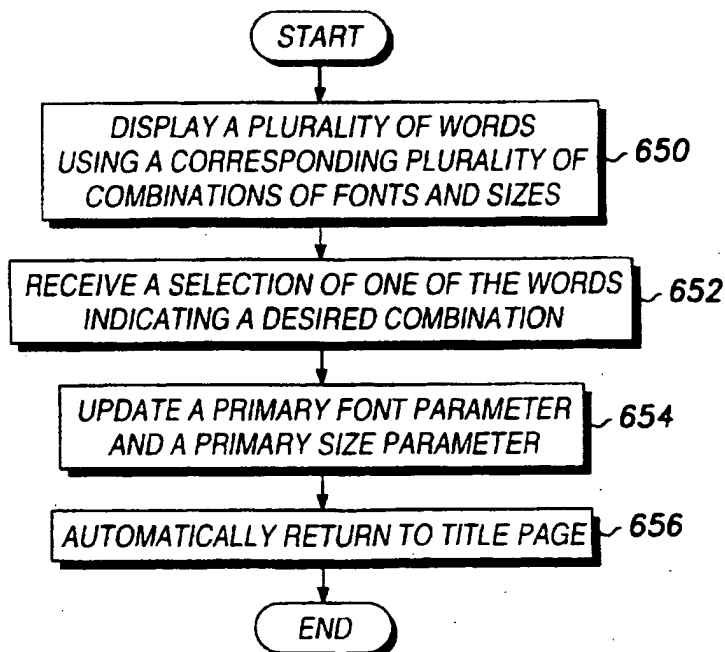 START
DISPLAY A PLURALITY OF WORDS
USING A CORRESPONDING PLURALITY OF
COMBINATIONS OF FONTS AND SIZES
650
RECEIVE A SELECTION OF ONE OF THE WORDS
INDICATING A DESIRED COMBINATION
652
UPDATE A PRIMARY FONT PARAMETER
AND A PRIMARY SIZE PARAMETER
654
AUTOMATICALLY RETURN TO TITLE PAGE
656
END